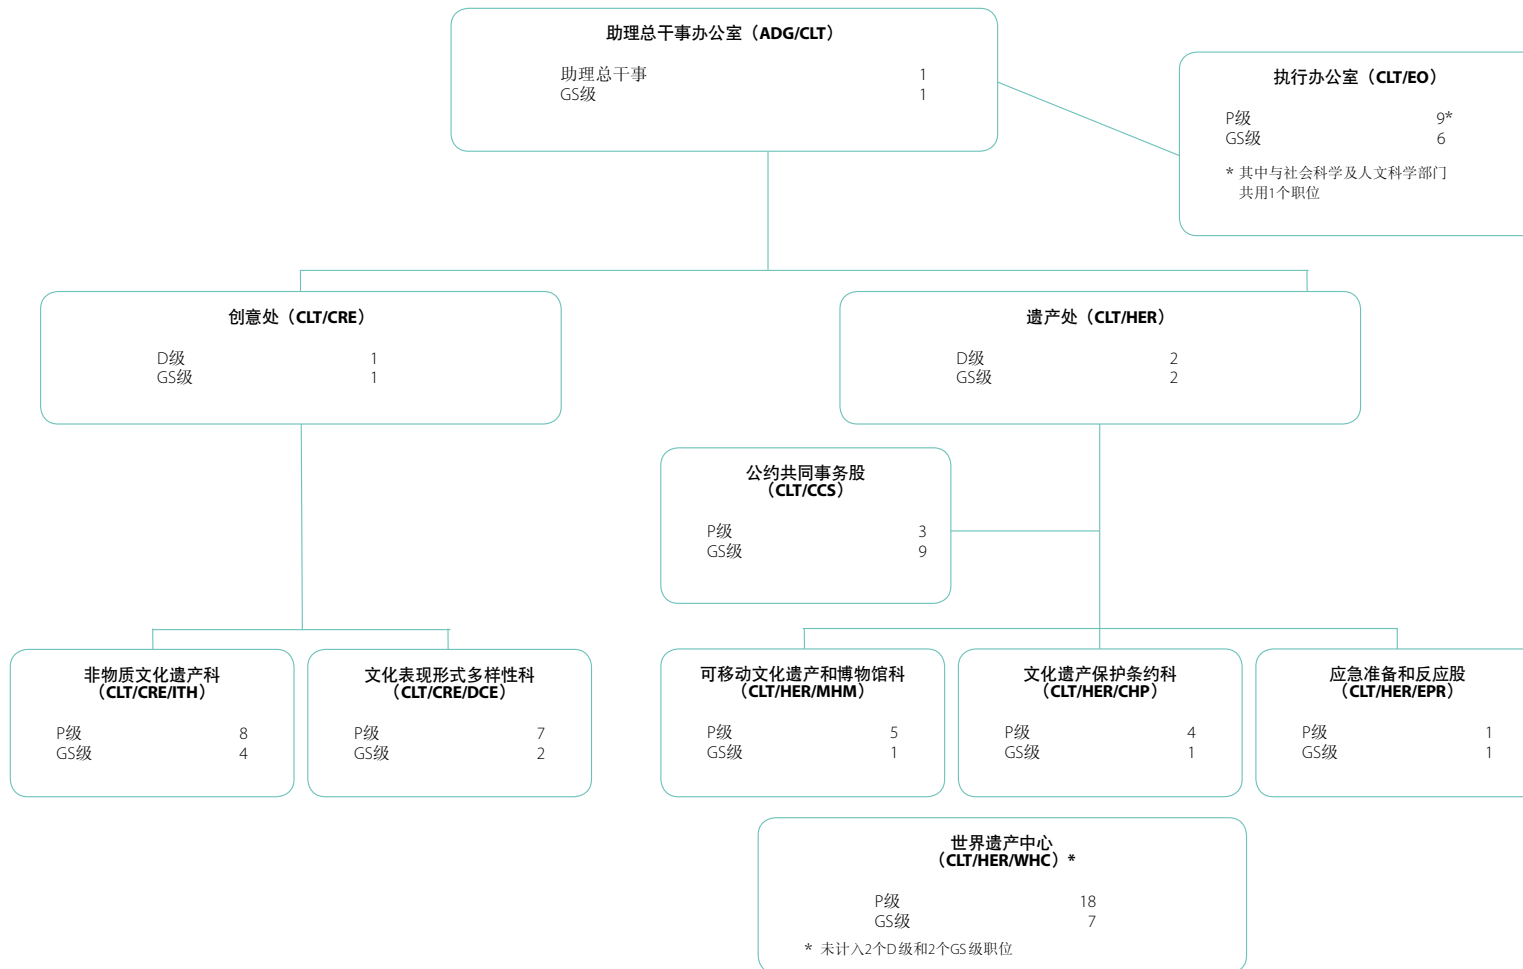 助理总干事办公室（ADG/CLT）
助理总干事 1
GS级 1
执行办公室（CLT/EO）
P级 9*
GS级 6
* 其中与社会科学及人文科学部门
共用1个职位
创意处（CLT/CRE）
D级 1
GS级 1
遗产处（CLT/HER）
D级 2
GS级 2
公约共同事务股
（CLT/CCS）
P级 3
GS级 9
非物质文化遗产科
（CLT/CRE/ITH）
P级 8
GS级 4
文化表现形式多样性科
（CLT/CRE/DCE）
P级 7
GS级 2
可移动文化遗产和博物馆科
（CLT/HER/MHM）
P级 5
GS级 1
文化遗产保护条约科
（CLT/HER/CHP）
P级 4
GS级 1
应急准备和反应股
（CLT/HER/EPR）
P级 1
GS级 1
世界遗产中心
（CLT/HER/WHC）*
P级 18
GS级 7
* 未计入2个D级和2个GS级职位